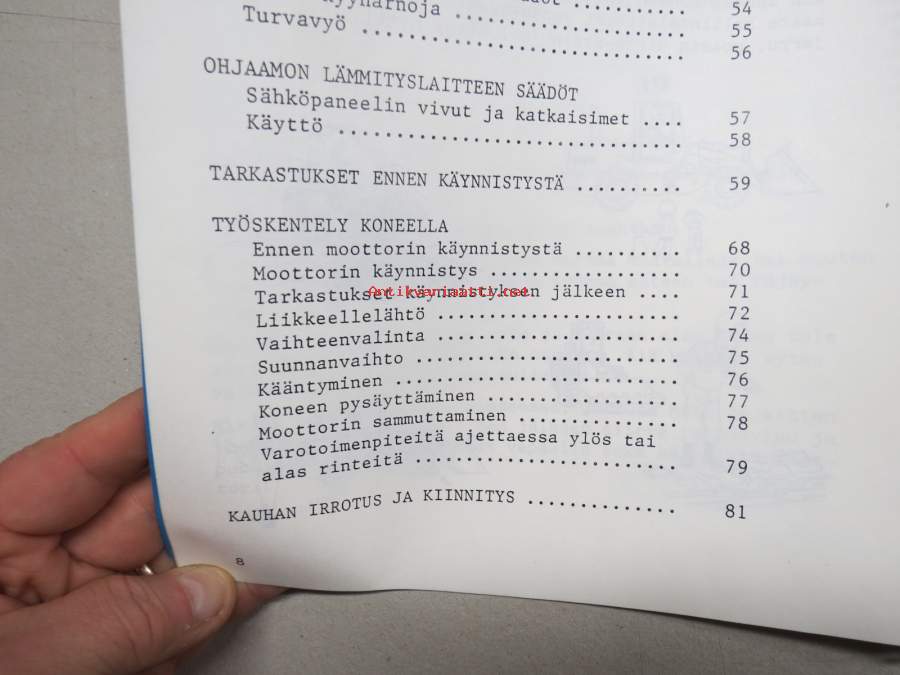 54
55
Turvavyö ........................... 56
OHJAAMON LÄMMITYSLAITTEEN SÄÄDÖT
Sähköpaneelin vivut ja katkaisimet .... 57
Käyttö ................................ 58
TARKASTUKSET ENNEN KÄYNNISTYSTÄ .......... 59
TYÖSKENTELY KONEELLA
Ennen moottorin käynnistystä .......... 68
Moottorin käynnistys .................. 70
Tarkastukset käynnistyksen jälkeen .... 71
Antikvariaatti.net
Liikkeellelähtö ....................... 72
Vaihteenvalinta ....................... 74
Suunnanvaihto ......................... 75
Kääntyminen ........................... 76
Koneen pysäyttäminen .................. 77
Moottorin sammuttaminen ............... 78
Varotoimenpiteitä ajettaessa ylös tai
alas rinteitä ......................... 79
KAUHAN IRROTUS JA KIINNITYS .............. 81
8